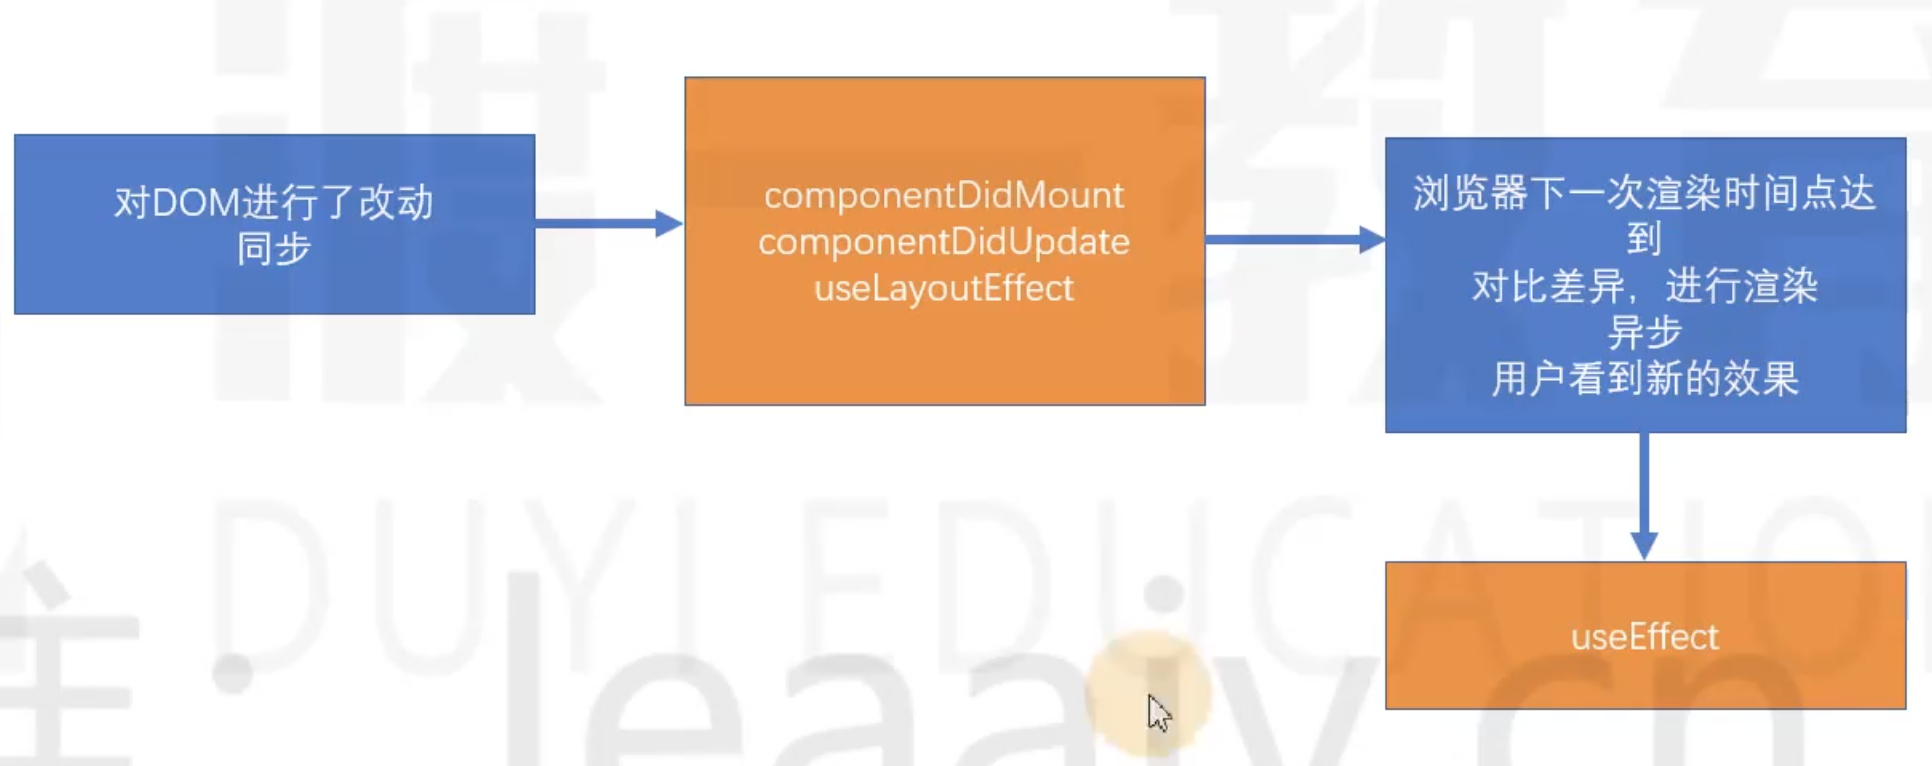 对DOM进行了改动
同步
componentDidMount
componentDidUpdate
useLayoutEffect
浏览器下一次渲染时间点达
到
对比差异，进行渲染
异步
用户看到新的效果
useEffect
DUYI EDUCATIO